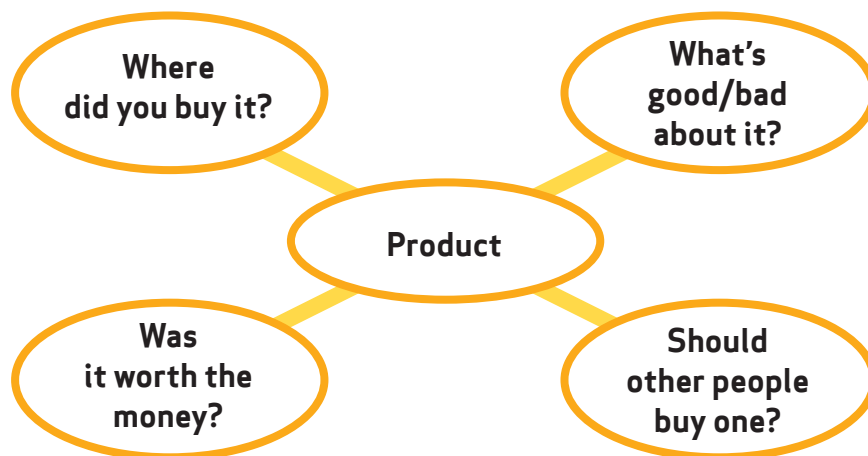 Where
did you buy it?
What's
good/bad
about it?
Product
Was
it worth the
money?
Should
other people
buy one?